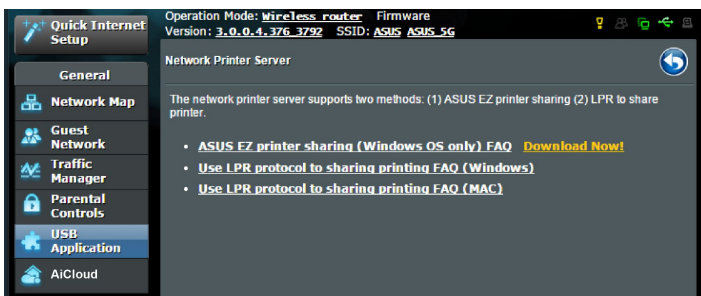 Quick Internet
Setup
General
Network Map
Guest
Network
Traffic
Manager
Parental
Controls
USB
Application
AiCloud
Operation Mode: Wireless router Firmware
Version: 3.0.0.4.376_3792 SSID: ASUS ASUS_5G
Network Printer Server
The network printer server supports two methods: (1) ASUS EZ printer sharing (2) LPR to share
printer.
• ASUS EZ printer sharing (Windows OS only) FAQ Download Now!
• Use LPR protocol to sharing printing FAQ (Windows)
• Use LPR protocol to sharing printing FAQ (MAC)